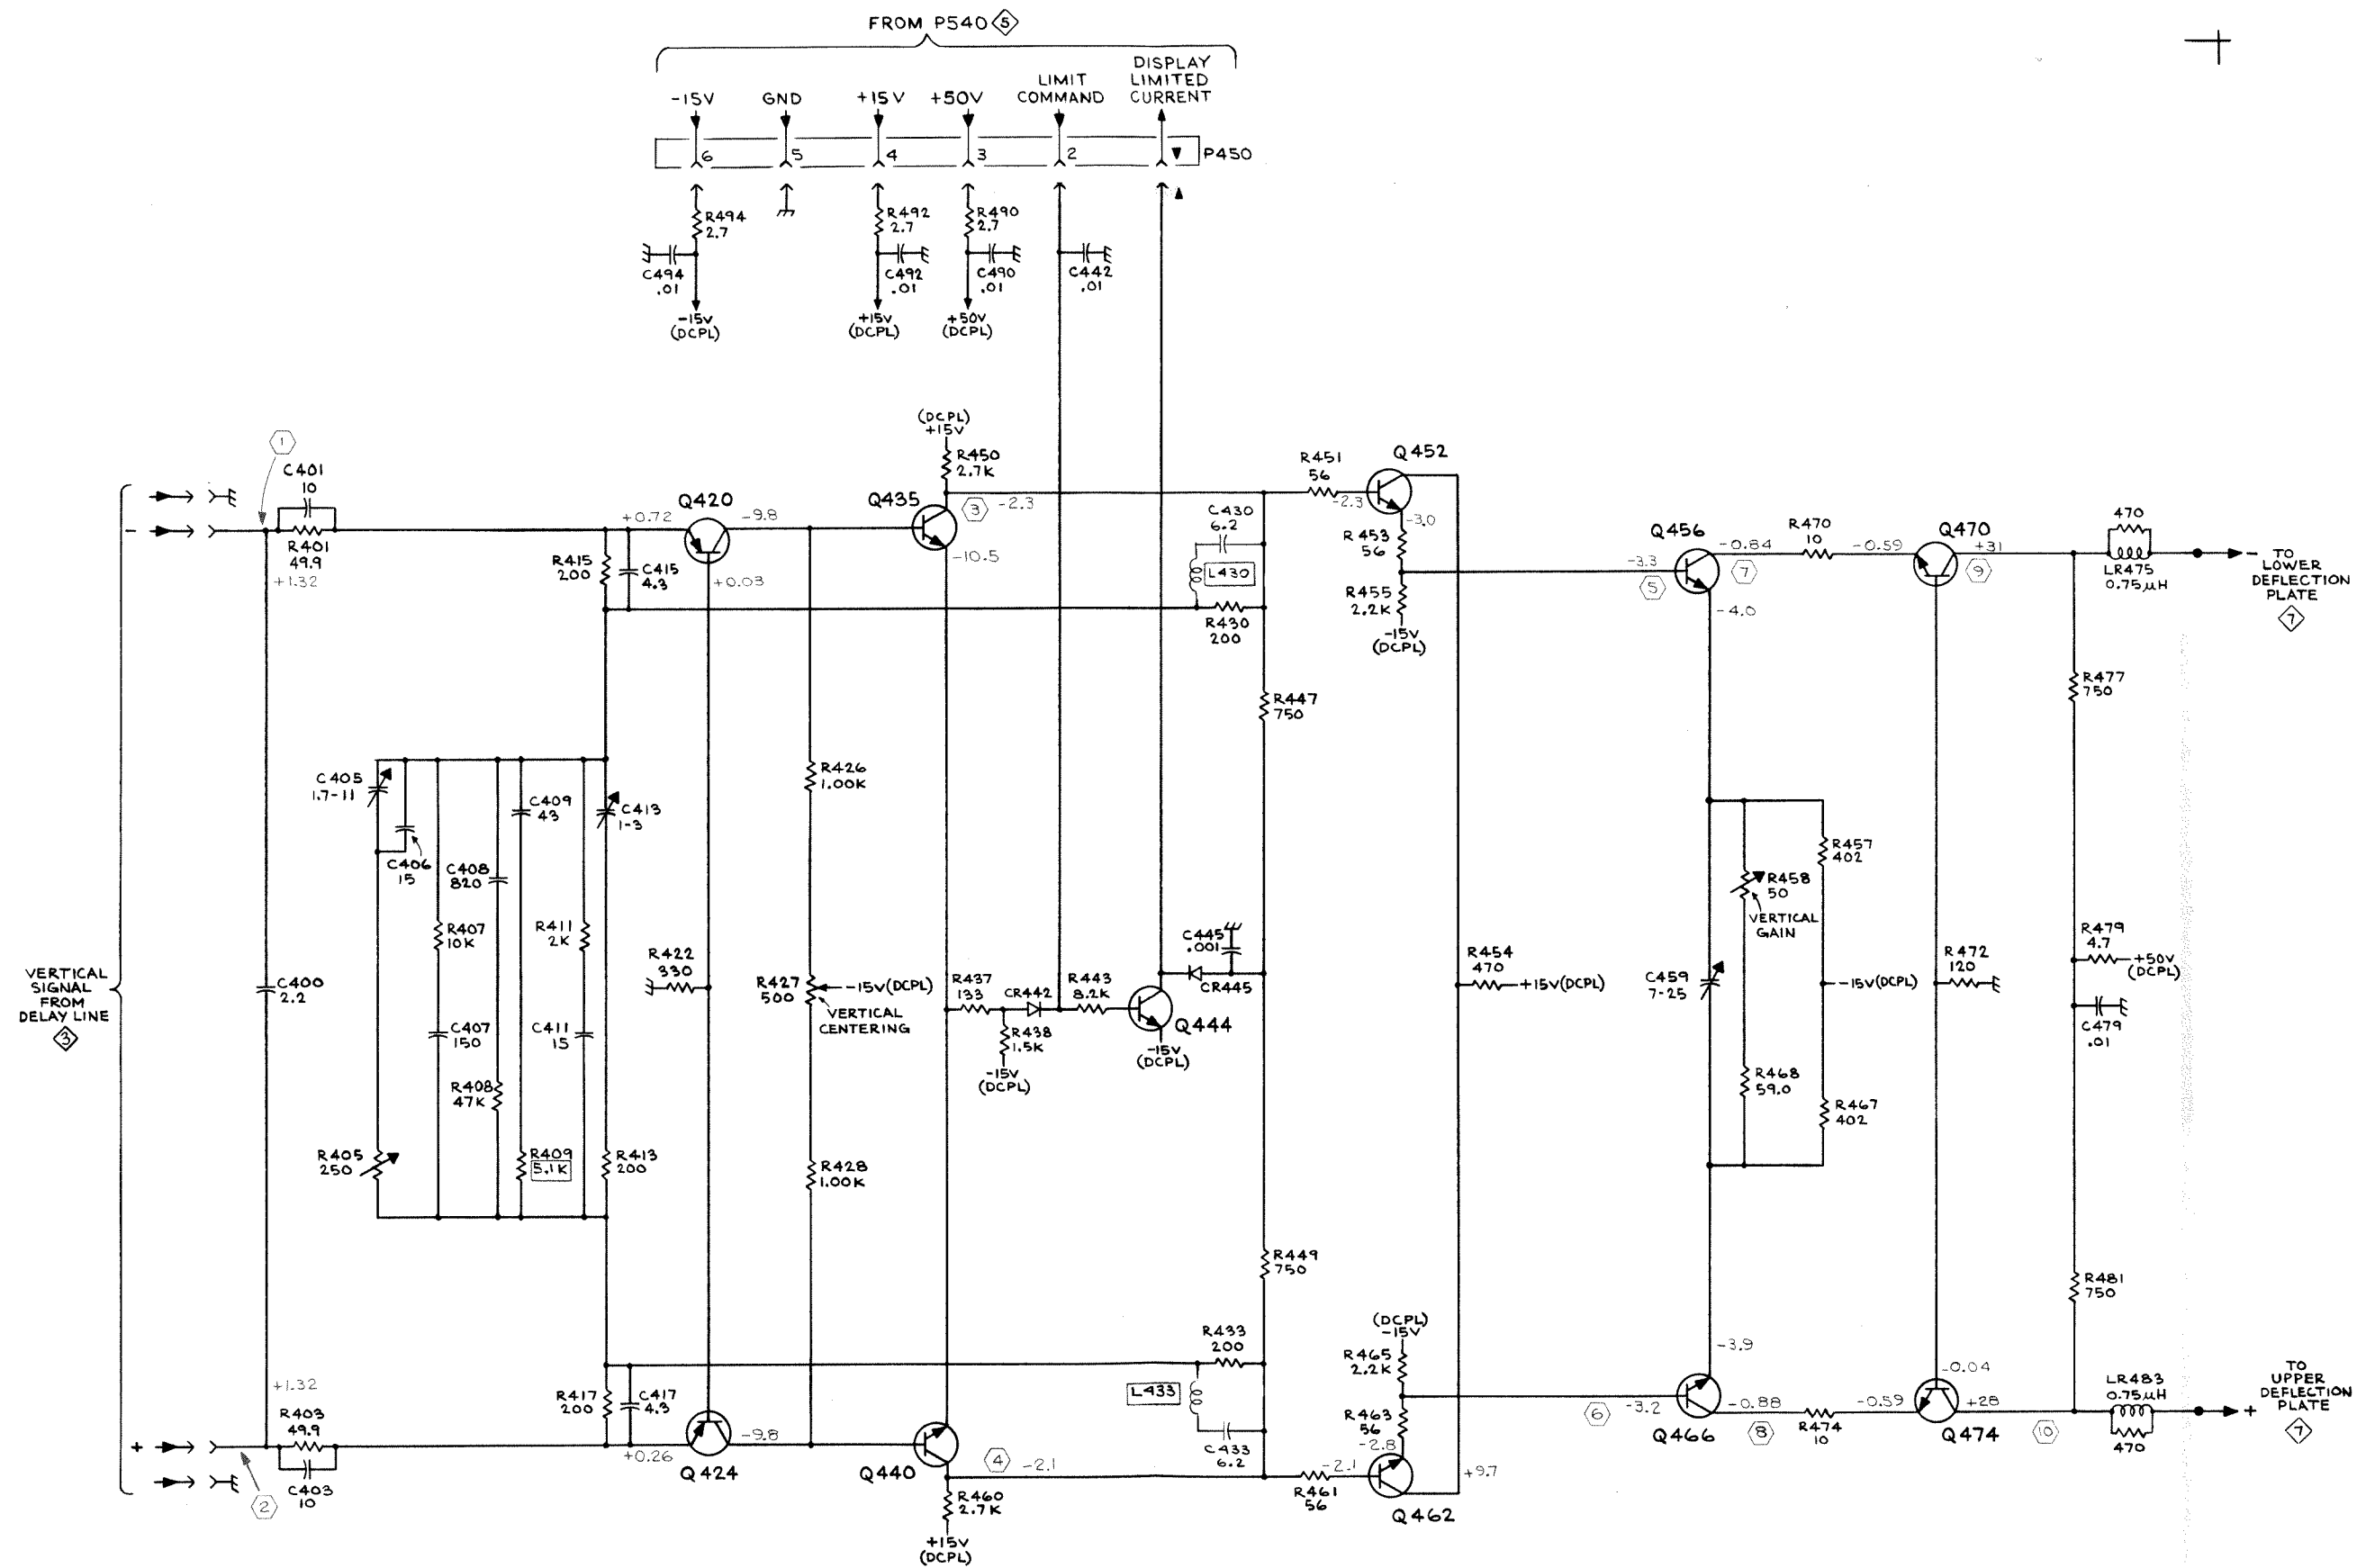 FROM P540 5
-15V
GND
+15V
+50V
LIMIT
COMMAND
DISPLAY
LIMITED
CURRENT
6
5
4
3
2
P450
R494
2.7
R492
2.7
R490
2.7
C494
.01
C492
.01
C490
.01
C442
.01
-15V
(DCPL)
+15V
(DCPL)
+50V
(DCPL)
1
C401
10
R401
49.9
+1.32
-
+0.72
Q420
-9.8
+0.03
R415
200
C415
4.3
(DCPL)
+15V
R450
2.7K
Q435
3
-2.3
-10.5
C430
6.2
L430
R430
200
R451
56
-2.3
Q452
-3.0
R453
56
R455
2.2K
-15V
(DCPL)
-3.3
5
Q456
-0.84
7
-4.0
R470
10
-0.59
Q470
+31
9
470
LR475
0.75μH
-
TO
LOWER
DEFLECTION
PLATE
7
R447
750
R477
750
C405
1.7-11
C406
15
C408
820
C409
43
C413
1-3
R407
10K
R411
2K
C407
150
C411
15
R408
47K
R405
250
R409
5.1K
R413
200
R426
1.00K
R422
330
R427
500
-15V(DCPL)
VERTICAL
CENTERING
R428
1.00K
R437
133
CR442
R443
8.2K
R438
1.5K
-15V
(DCPL)
Q444
-15V
(DCPL)
C445
.001
CR445
R454
470
+15V(DCPL)
R457
402
R458
50
VERTICAL
GAIN
C459
7-25
-15V(DCPL)
R468
59.0
R467
402
R472
120
R479
4.7
+50V
(DCPL)
C479
.01
VERTICAL
SIGNAL
FROM
DELAY LINE
3
C400
2.2
R449
750
R481
750
+1.32
R403
49.9
+
2
C403
10
R417
200
C417
4.3
+0.26
Q424
-9.8
Q440
4
-2.1
R460
2.7K
+15V
(DCPL)
R433
200
L433
C433
6.2
(DCPL)
-15V
R465
2.2K
R463
56
-2.8
-2.1
R461
56
Q462
+9.7
6
-3.2
-3.9
Q466
-0.88
8
R474
10
-0.59
-0.04
Q474
+28
10
LR483
0.75μH
470
+
TO
UPPER
DEFLECTION
PLATE
7